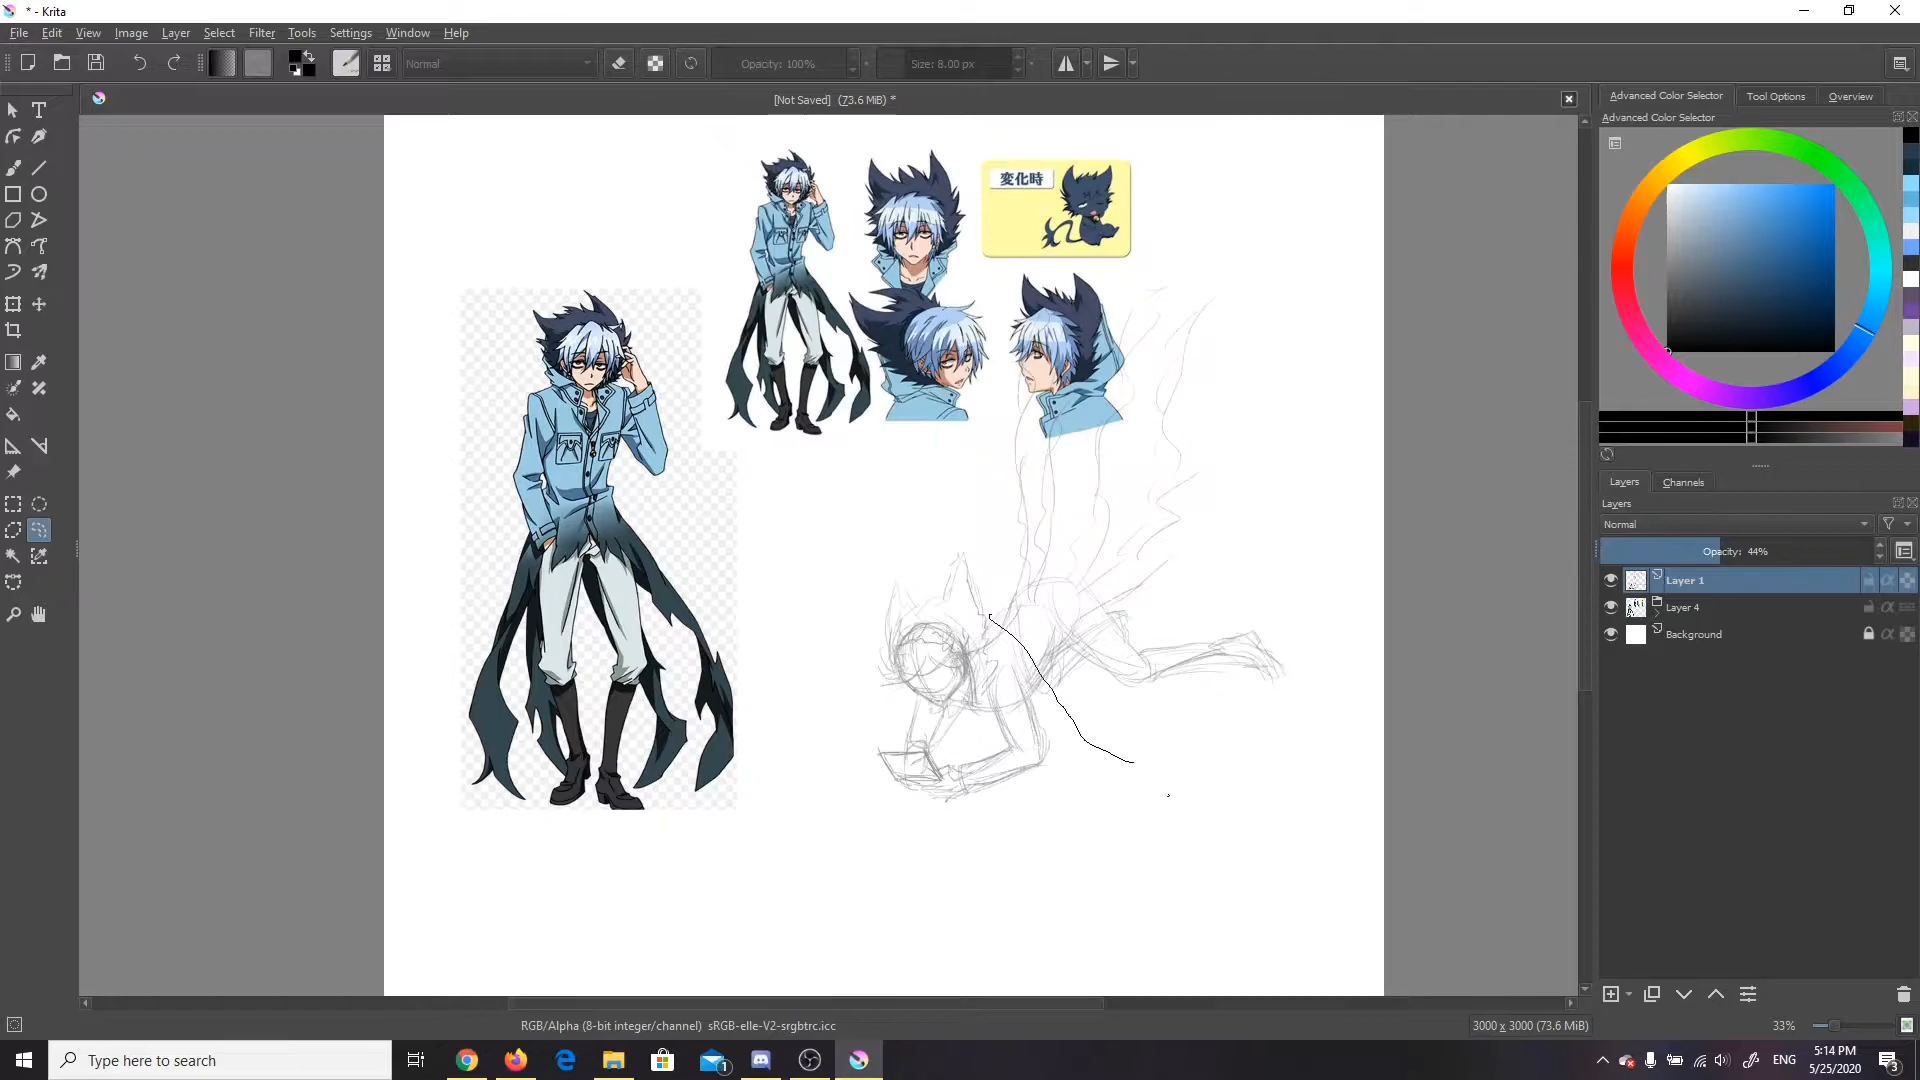 * - Krita
File Edit View Image Layer Select Filter Tools Settings Window Help
Normal
Opacity: 100%
Size: 8.00 px
[Not Saved] (73.6 MiB) *
Advanced Color Selector
Tool Options
Overview
Advanced Color Selector
変化時
Layers
Channels
Layers
Normal
Opacity: 44%
Layer 1
Layer 4
Background
RGB/Alpha (8-bit integer/channel) sRGB-elle-V2-srgbtrc.icc
3000 x 3000 (73.6 MiB)
33%
Type here to search
1
ENG
5:14 PM
5/25/2020
3